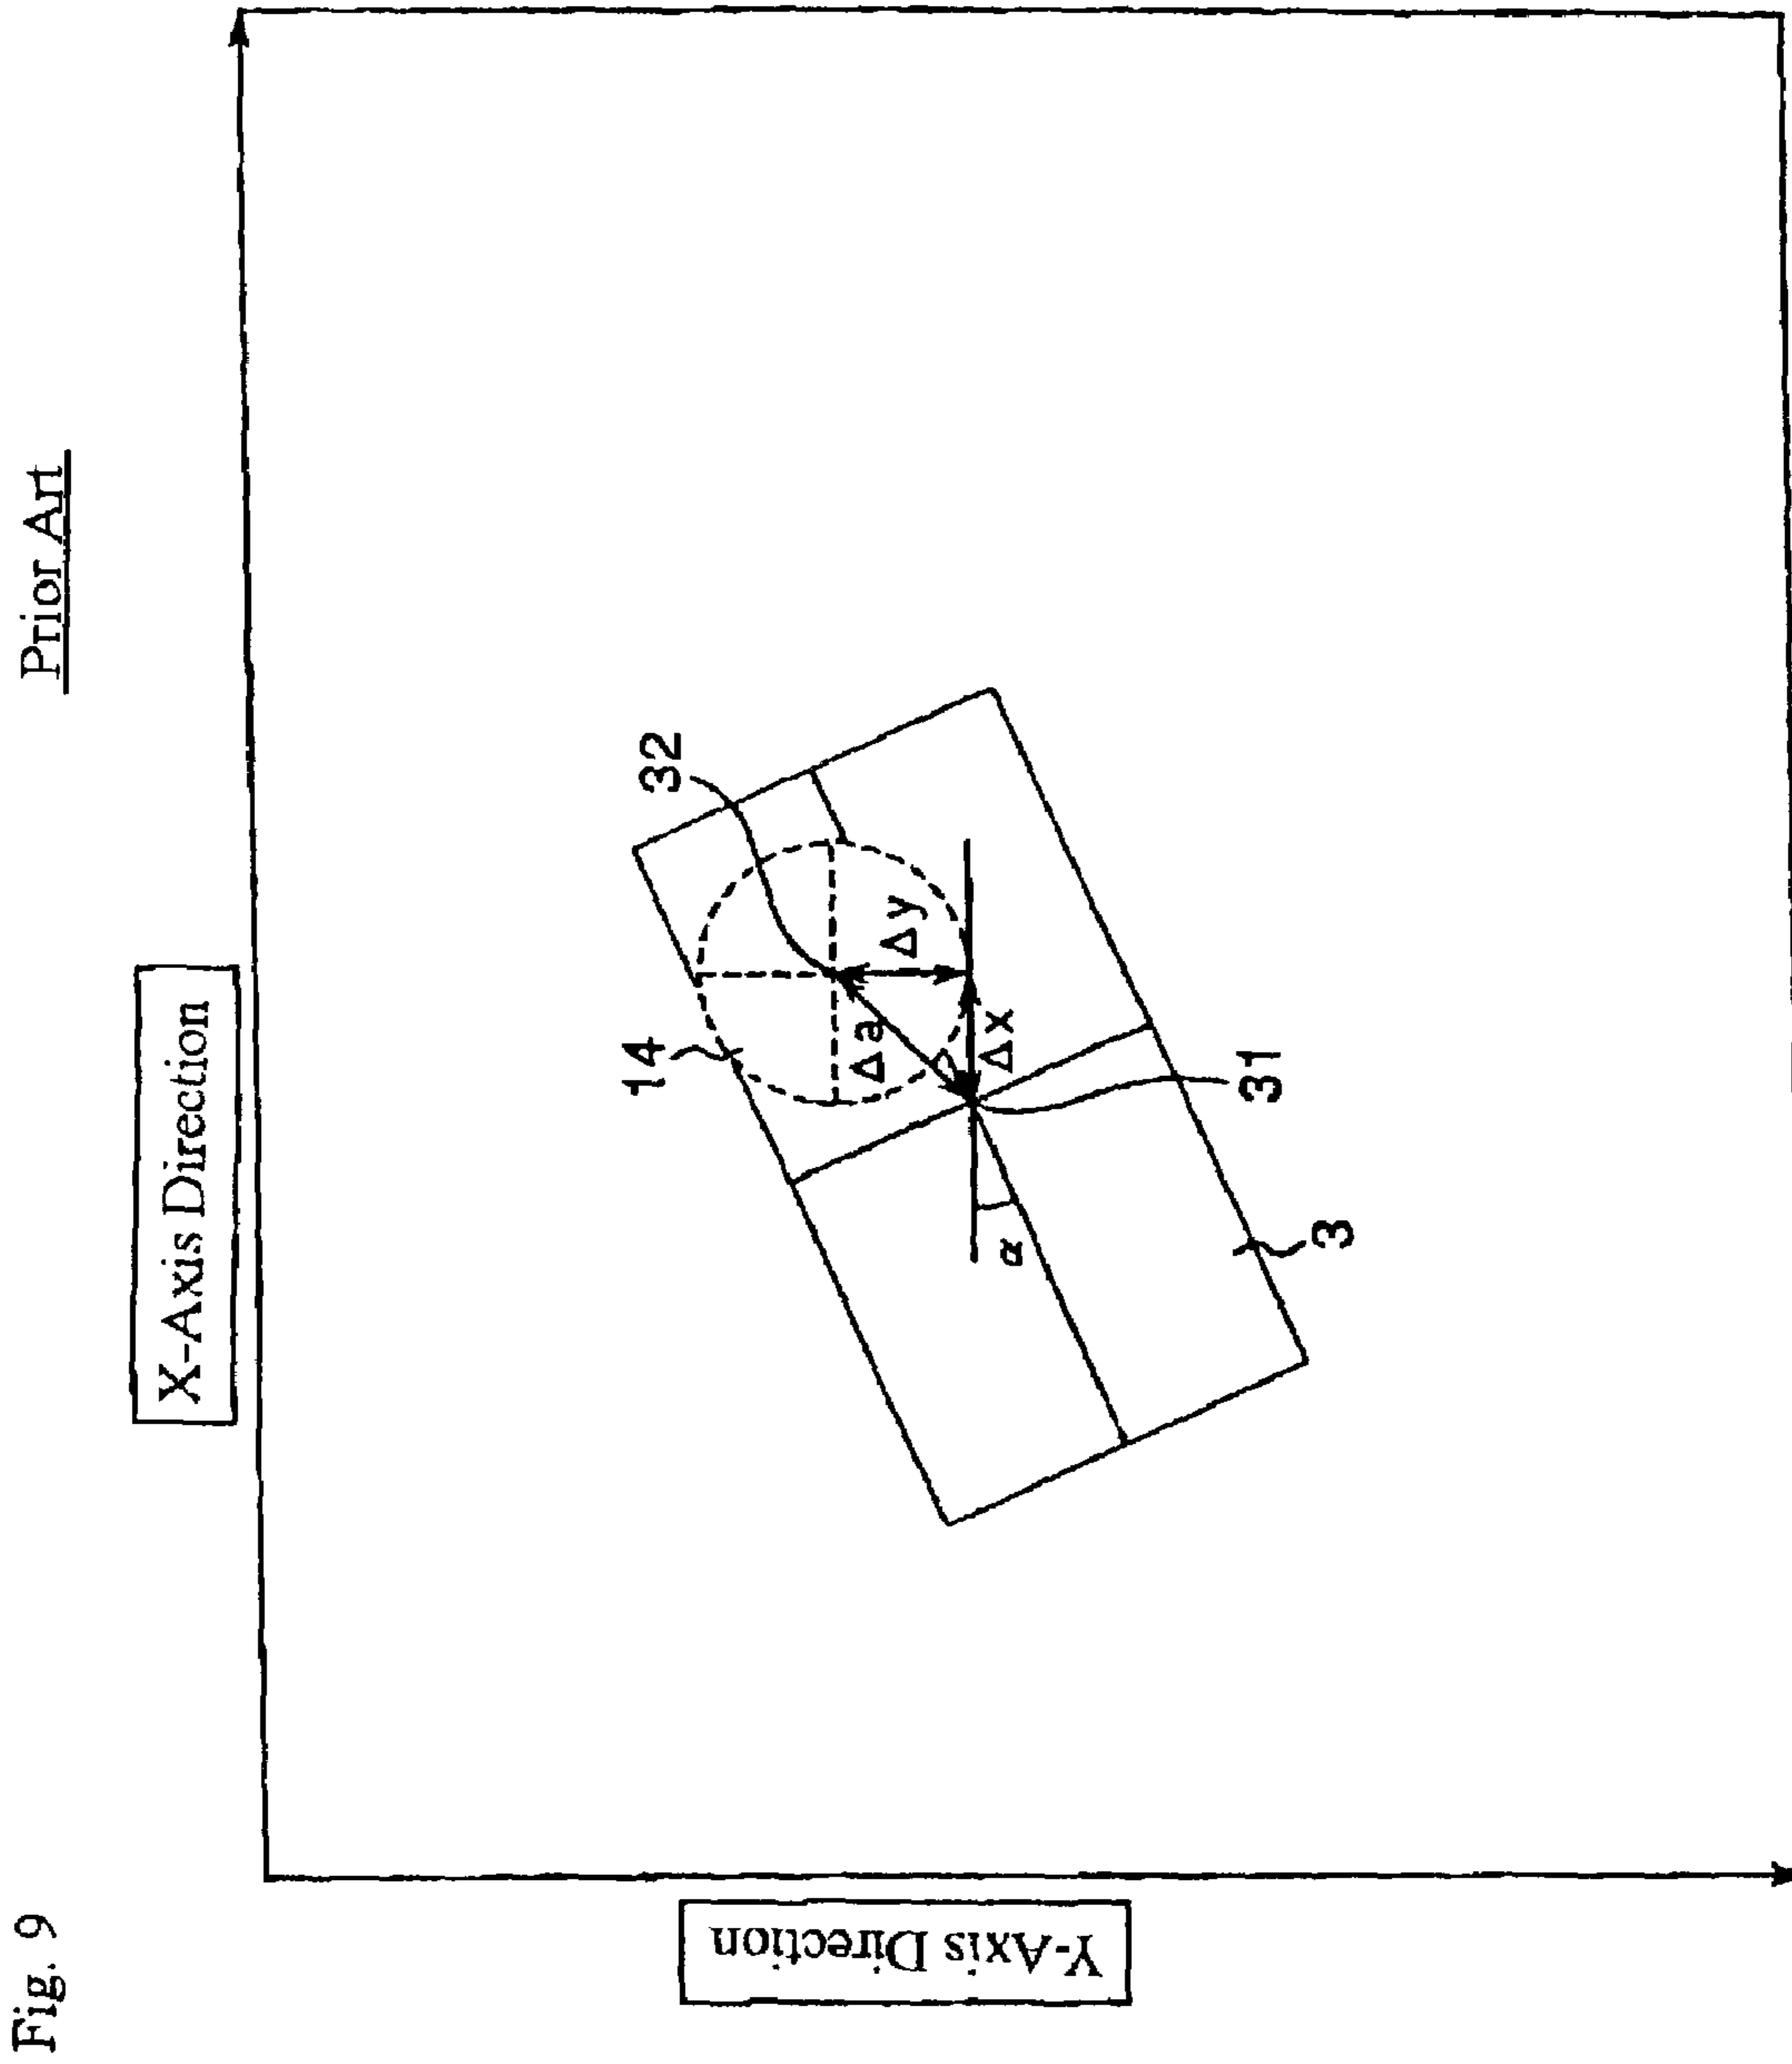 Fig. 9
Prior Art
X-Axis Direction
Y-Axis Direction
14
32
Δa
Δy
Δx
α
31
3